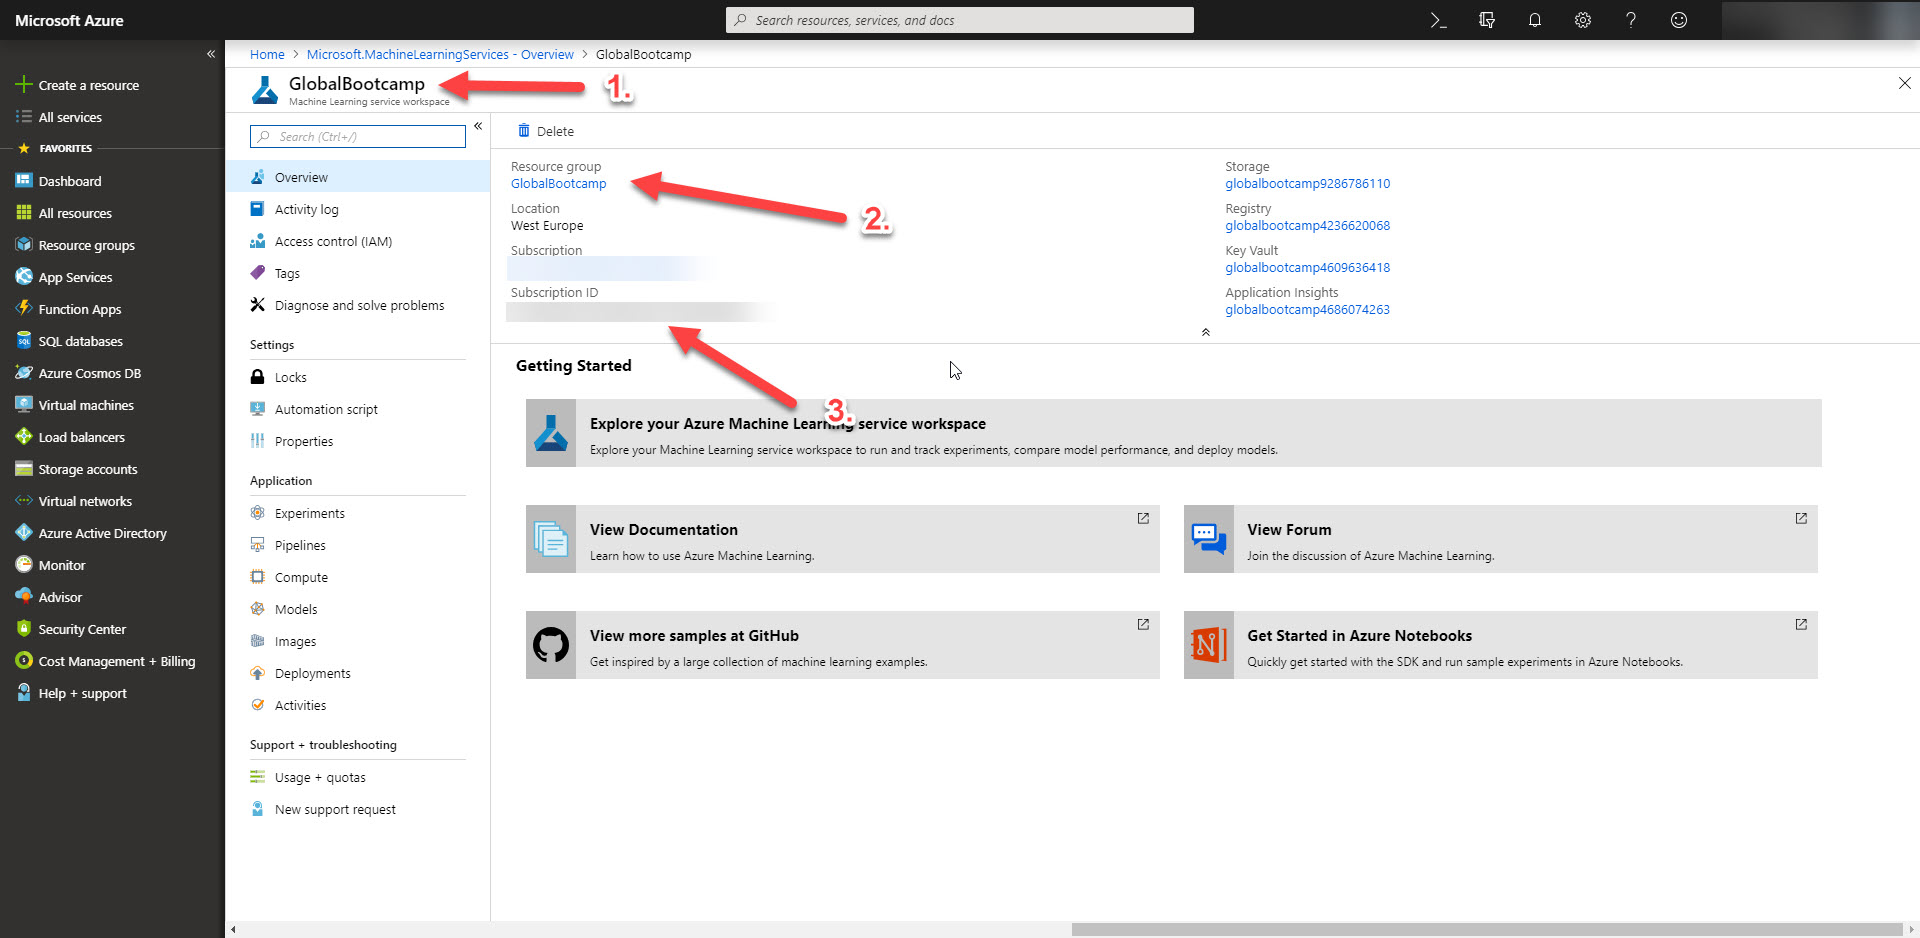 Microsoft Azure
Search resources, services, and docs
Home > Microsoft.MachineLearningServices - Overview > GlobalBootcamp
GlobalBootcamp
Machine Learning service workspace
1.
Create a resource
All services
FAVORITES
Dashboard
All resources
Resource groups
App Services
Function Apps
SQL databases
Azure Cosmos DB
Virtual machines
Load balancers
Storage accounts
Virtual networks
Azure Active Directory
Monitor
Advisor
Security Center
Cost Management + Billing
Help + support
Search (Ctrl+/)
Overview
Activity log
Access control (IAM)
Tags
Diagnose and solve problems
Settings
Locks
Automation script
Properties
Application
Experiments
Pipelines
Compute
Models
Images
Deployments
Activities
Support + troubleshooting
Usage + quotas
New support request
Delete
Resource group
GlobalBootcamp
2.
Location
West Europe
Subscription
Subscription ID
3.
Storage
globalbootcamp9286786110
Registry
globalbootcamp4236620068
Key Vault
globalbootcamp4609636418
Application Insights
globalbootcamp4686074263
Getting Started
Explore your Azure Machine Learning service workspace
Explore your Machine Learning service workspace to run and track experiments, compare model performance, and deploy models.
View Documentation
Learn how to use Azure Machine Learning.
View Forum
Join the discussion of Azure Machine Learning.
View more samples at GitHub
Get inspired by a large collection of machine learning examples.
Get Started in Azure Notebooks
Quickly get started with the SDK and run sample experiments in Azure Notebooks.